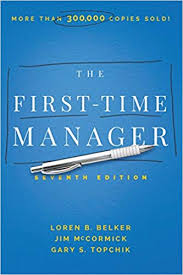 MORE THAN 300,000 COPIES SOLD!
THE
FIRST-TIME
MANAGER
SEVENTH EDITION
LOREN B. BELKER
JIM McCORMICK
GARY S. TOPCHIK